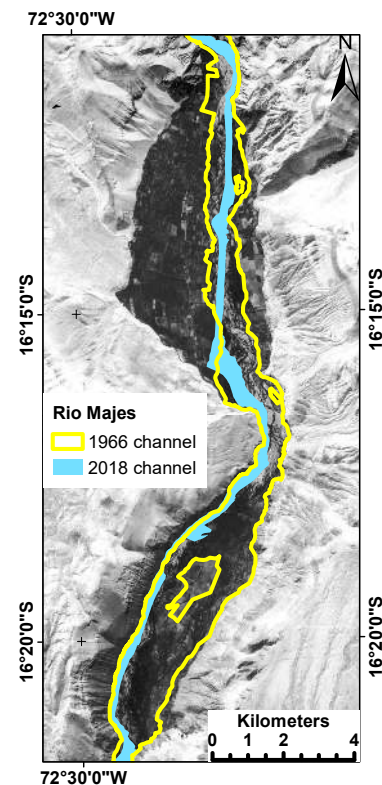 72°30'0"W
N
16°15'0"S
16°15'0"S
Rio Majes
1966 channel
2018 channel
16°20'0"S
16°20'0"S
Kilometers
0 1 2 4
72°30'0"W